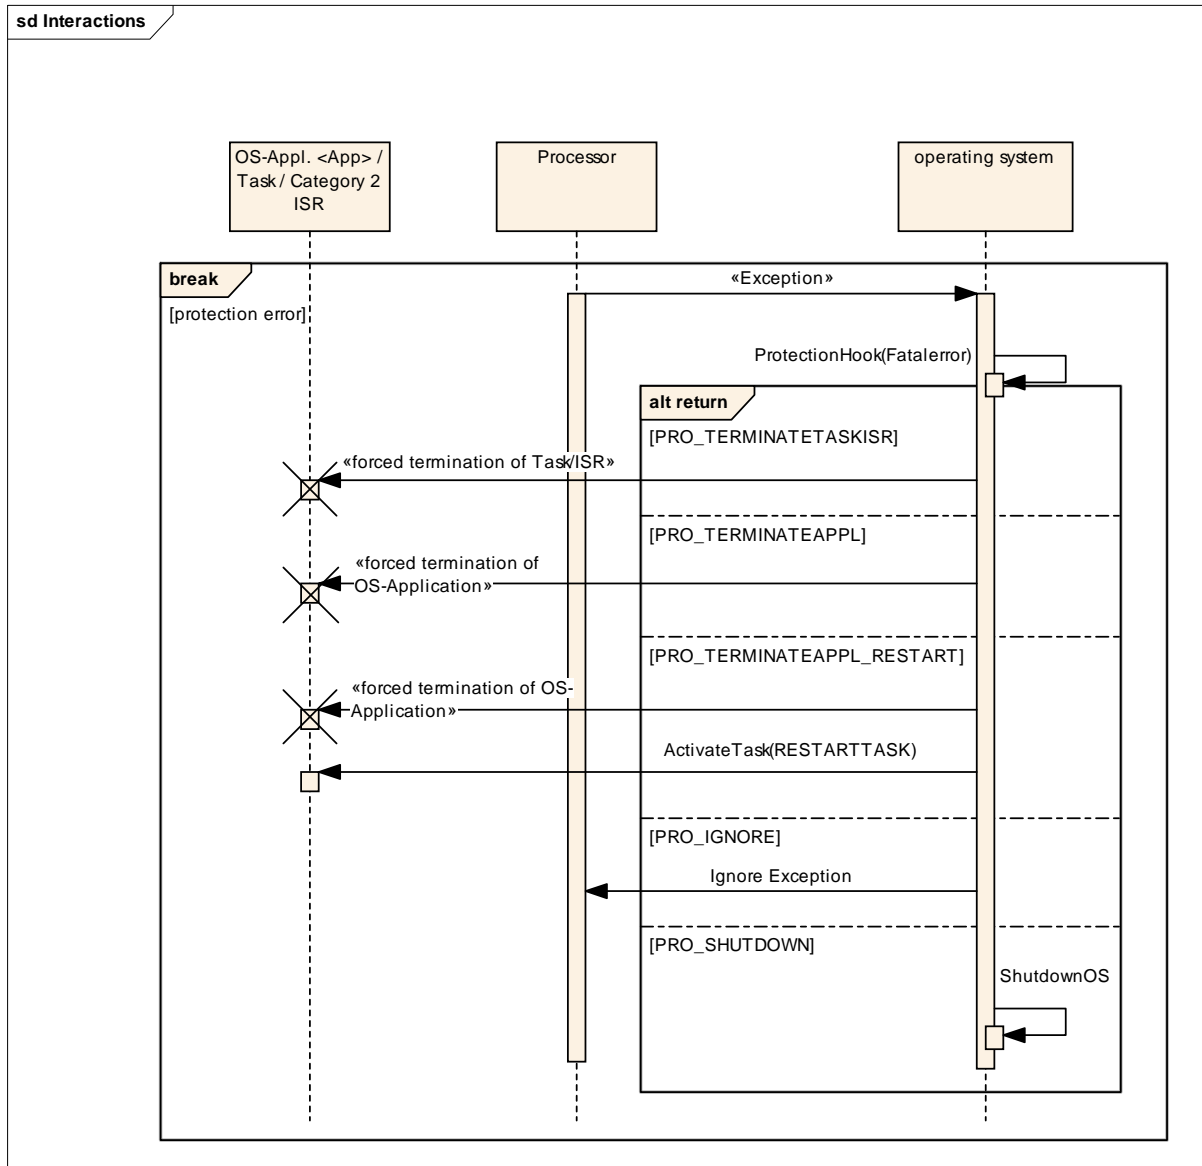 sd Interactions
OS-Appl. <App> /
Task / Category 2
ISR
Processor
operating system
break
«Exception»
[protection error]
ProtectionHook(Fatalerror)
alt return
[PRO_TERMINATETASKISR]
«forced termination of Task/ISR»
[PRO_TERMINATEAPPL]
«forced termination of
OS-Application»
[PRO_TERMINATEAPPL_RESTART]
«forced termination of OS-
Application»
ActivateTask(RESTARTTASK)
[PRO_IGNORE]
Ignore Exception
[PRO_SHUTDOWN]
ShutdownOS